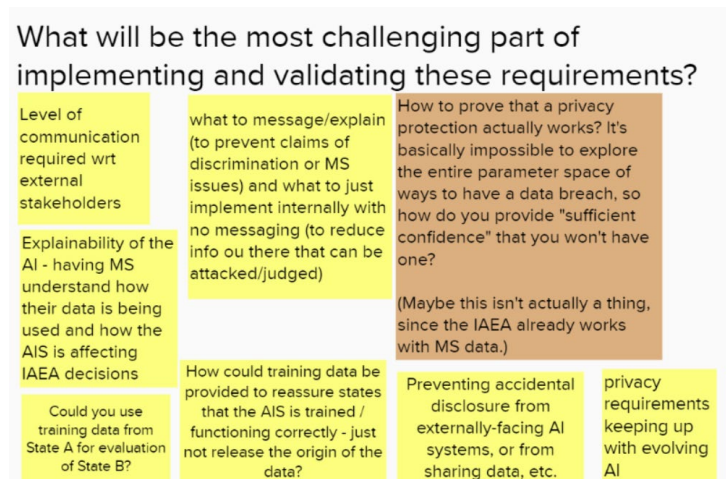 What will be the most challenging part of
implementing and validating these requirements?
Level of
communication
required wrt
external
stakeholders
what to message/explain
(to prevent claims of
discrimination or MS
issues) and what to just
implement internally with
no messaging (to reduce
info ou there that can be
attacked/judged)
How to prove that a privacy
protection actually works? It's
basically impossible to explore
the entire parameter space of
ways to have a data breach, so
how do you provide "sufficient
confidence" that you won't have
one?
(Maybe this isn't actually a thing,
since the IAEA already works
with MS data.)
Explainability of the
AI - having MS
understand how
their data is being
used and how the
AIS is affecting
IAEA decisions
Could you use
training data from
State A for evaluation
of State B?
How could training data be
provided to reassure states
that the AIS is trained /
functioning correctly - just
not release the origin of the
data?
Preventing accidental
disclosure from
externally-facing AI
systems, or from
sharing data, etc.
privacy
requirements
keeping up
with evolving
AI